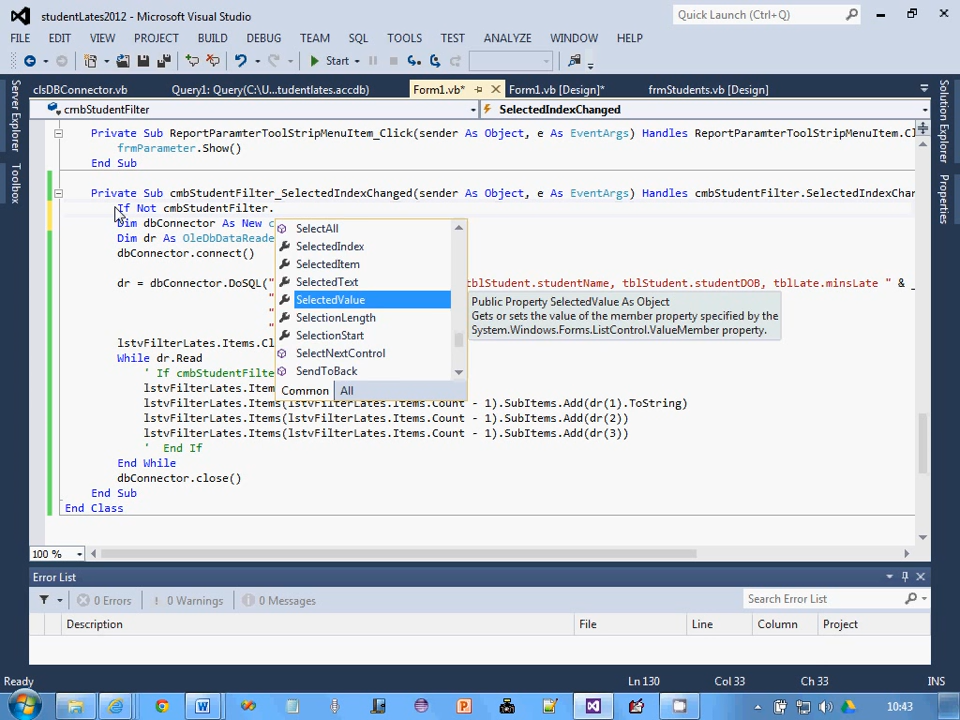 studentLates2012 - Microsoft Visual Studio
Quick Launch (Ctrl+Q)
FILE EDIT VIEW PROJECT BUILD DEBUG TEAM SQL TOOLS TEST ANALYZE WINDOW HELP
Start
clsDBConnector.vb Query1: Query(C:\U...tudentlates.accdb) Form1.vb* Form1.vb [Design]* frmStudents.vb [Design]
cmbStudentFilter SelectedIndexChanged
Server Explorer
Toolbox
Solution Explorer
Properties
Private Sub ReportParamterToolStripMenuItem_Click(sender As Object, e As EventArgs) Handles ReportParamterToolStripMenuItem.Cl
frmParameter.Show()
End Sub
Private Sub cmbStudentFilter_SelectedIndexChanged(sender As Object, e As EventArgs) Handles cmbStudentFilter.SelectedIndexChar
If Not cmbStudentFilter.
Dim dbConnector As New c
Dim dr As OleDbDataReade
dbConnector.connect()
dr = dbConnector.DoSQL("
tblStudent.studentName, tblStudent.studentDOB, tblLate.minsLate " & _
"
"
"
lstvFilterLates.Items.Cl
While dr.Read
' If cmbStudentFilte
lstvFilterLates.Item
lstvFilterLates.Items(lstvFilterLates.Items.Count - 1).SubItems.Add(dr(1).ToString)
lstvFilterLates.Items(lstvFilterLates.Items.Count - 1).SubItems.Add(dr(2))
lstvFilterLates.Items(lstvFilterLates.Items.Count - 1).SubItems.Add(dr(3))
' End If
End While
dbConnector.close()
End Sub
End Class
SelectAll
SelectedIndex
SelectedItem
SelectedText
SelectedValue
SelectionLength
SelectionStart
SelectNextControl
SendToBack
Common All
Public Property SelectedValue As Object
Gets or sets the value of the member property specified by the
System.Windows.Forms.ListControl.ValueMember property.
100 %
Error List
0 Errors 0 Warnings 0 Messages Search Error List
Description File Line Column Project
Ready Ln 130 Col 33 Ch 33 INS
10:43